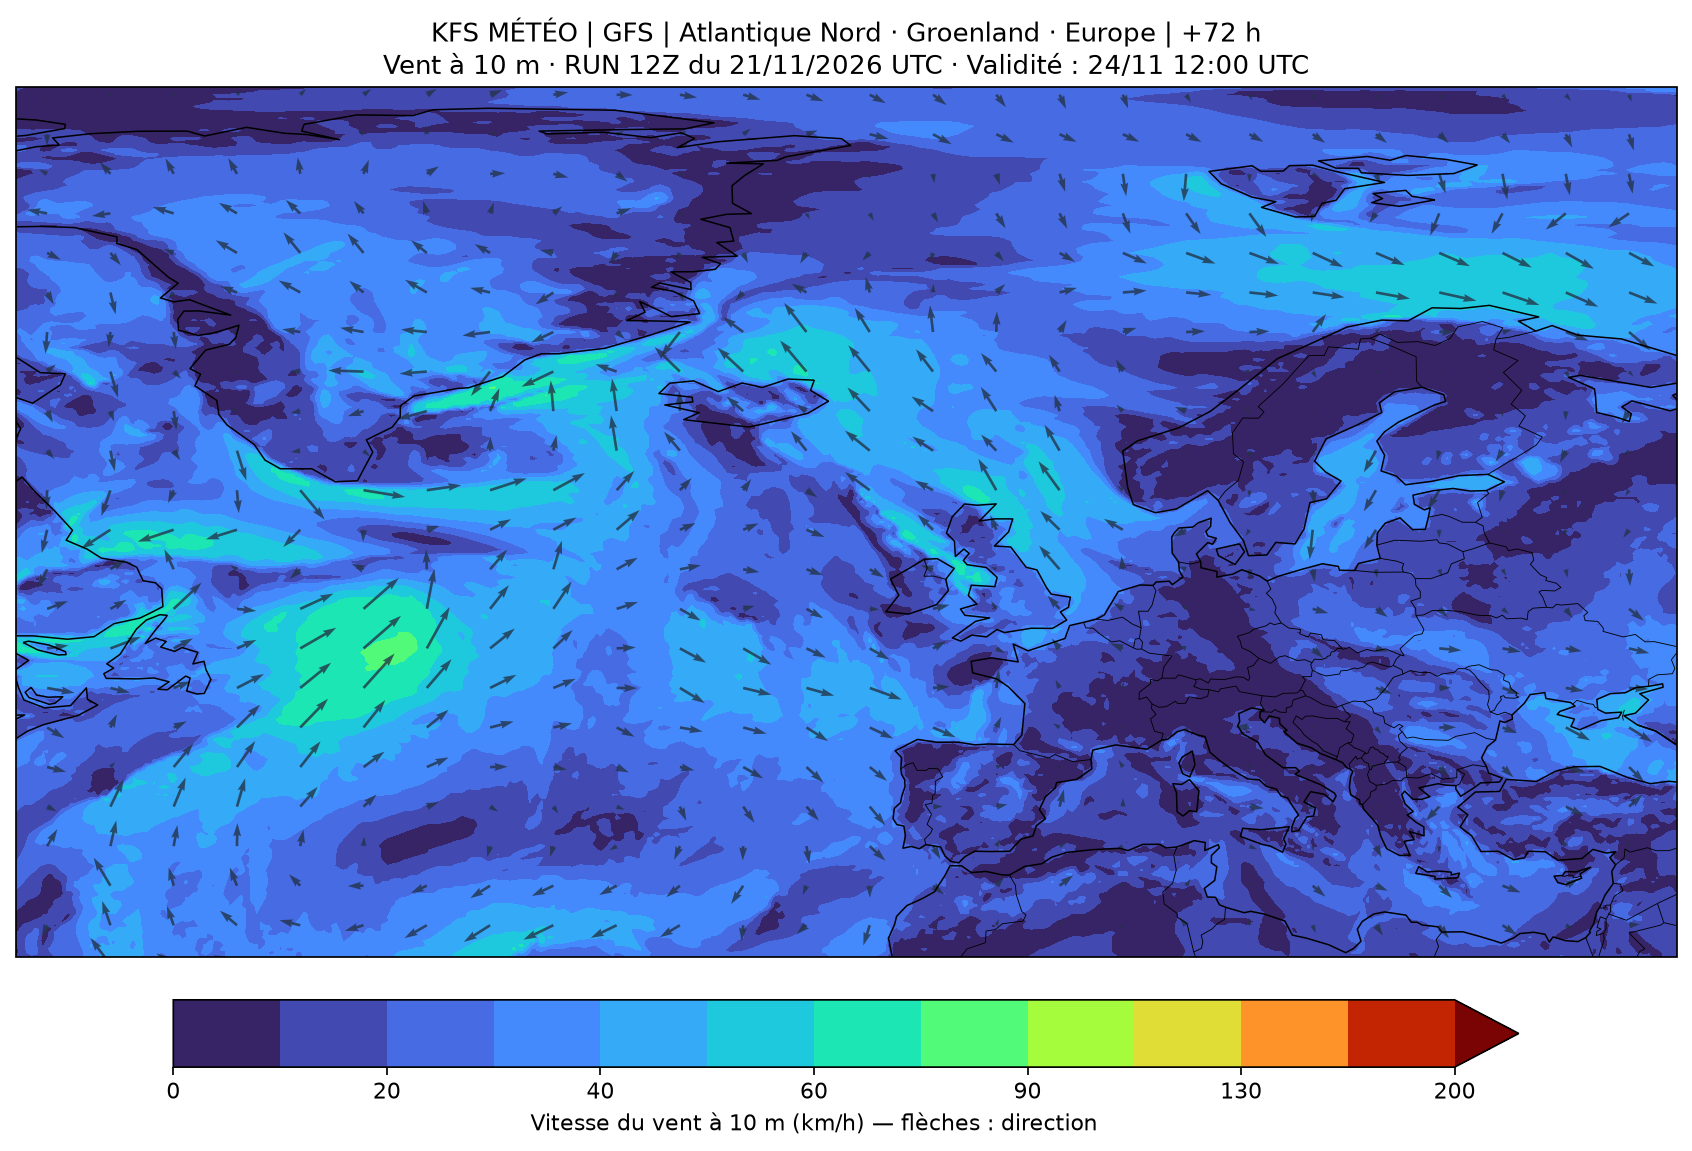 KFS MÉTÉO | GFS | Atlantique Nord · Groenland · Europe | +72 h
Vent à 10 m · RUN 12Z du 21/11/2026 UTC · Validité : 24/11 12:00 UTC
0 20 40 60 90 130 200
Vitesse du vent à 10 m (km/h) — flèches : direction